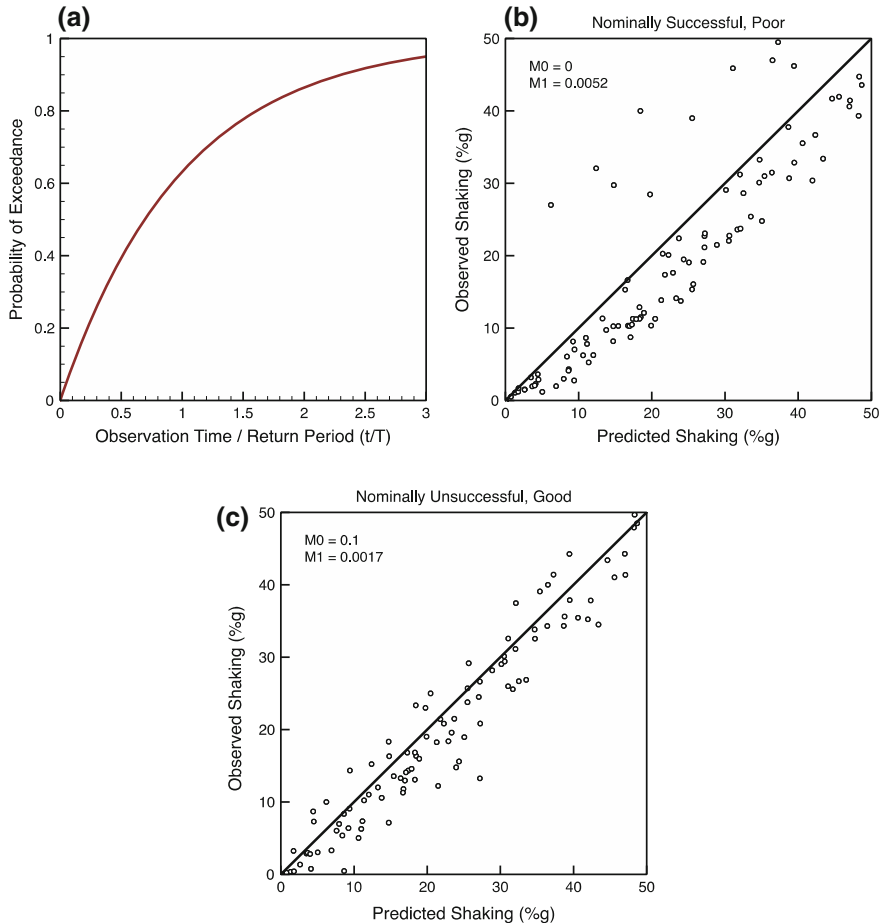 (a)
1
0.8
0.6
0.4
0.2
0
0
0.5
1
1.5
2
2.5
3
Probability of Exceedance
Observation Time / Return Period (t/T)
(b)
Nominally Successful, Poor
M0 = 0
M1 = 0.0052
50
40
30
20
10
0
0
10
20
30
40
50
Observed Shaking (%g)
Predicted Shaking (%g)
(c)
Nominally Unsuccessful, Good
M0 = 0.1
M1 = 0.0017
50
40
30
20
10
0
0
10
20
30
40
50
Observed Shaking (%g)
Predicted Shaking (%g)